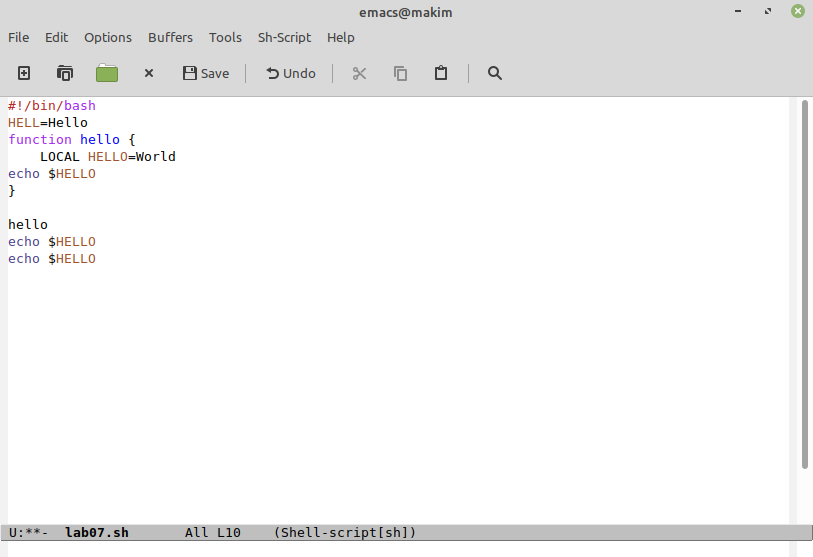 emacs@makim
File Edit Options Buffers Tools Sh-Script Help
Save Undo
#!/bin/bash
HELL=Hello
function hello {
    LOCAL HELLO=World
echo $HELLO
}
hello
echo $HELLO
echo $HELLO
U:**-  lab07.sh       All L10    (Shell-script[sh])